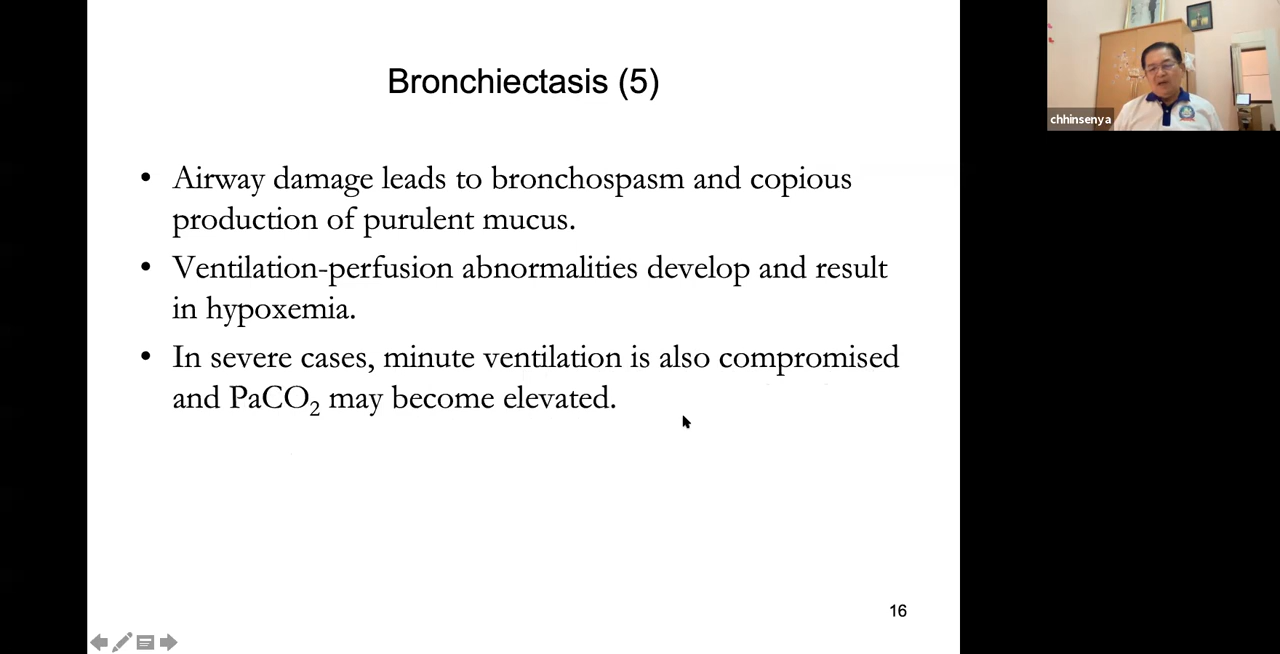 Bronchiectasis (5)
• Airway damage leads to bronchospasm and copious
production of purulent mucus.
• Ventilation-perfusion abnormalities develop and result
in hypoxemia.
• In severe cases, minute ventilation is also compromised
and PaCO₂ may become elevated.
16
chhinsenya